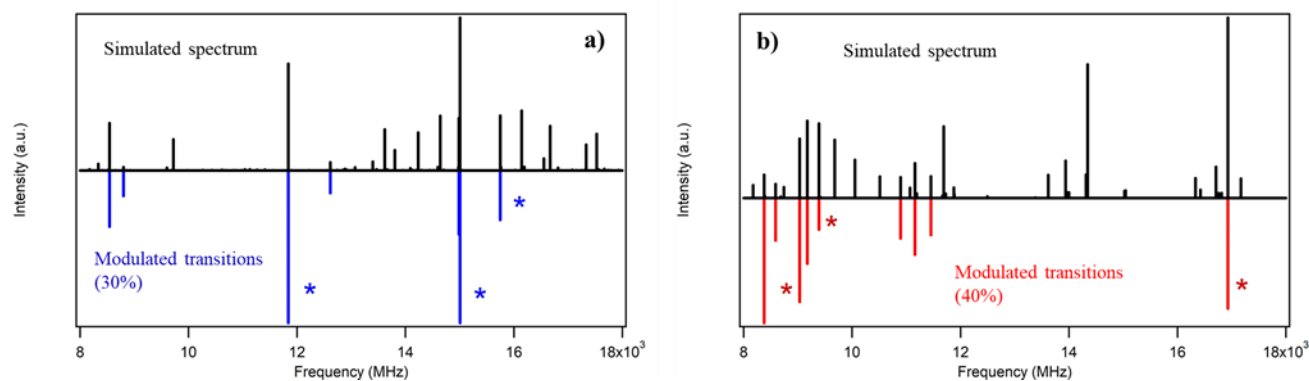 a)
Simulated spectrum
Intensity (a.u.)
Modulated transitions
(30%)
*
*
*
8
10
12
14
16
18x10³
Frequency (MHz)
b)
Simulated spectrum
Intensity (a.u.)
Modulated transitions
(40%)
*
*
*
8
10
12
14
16
18x10³
Frequency (MHz)